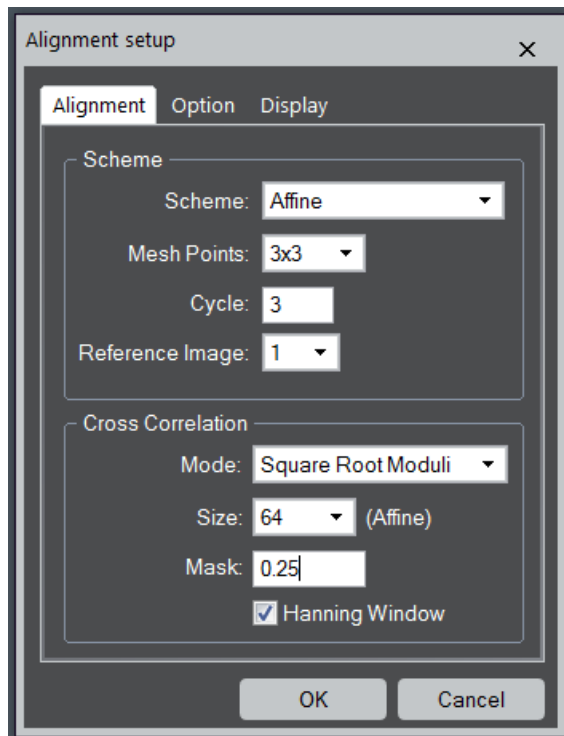 Alignment setup
Alignment Option Display
Scheme
Scheme: Affine
Mesh Points: 3x3
Cycle: 3
Reference Image: 1
Cross Correlation
Mode: Square Root Moduli
Size: 64 (Affine)
Mask: 0.25
Hanning Window
OK Cancel